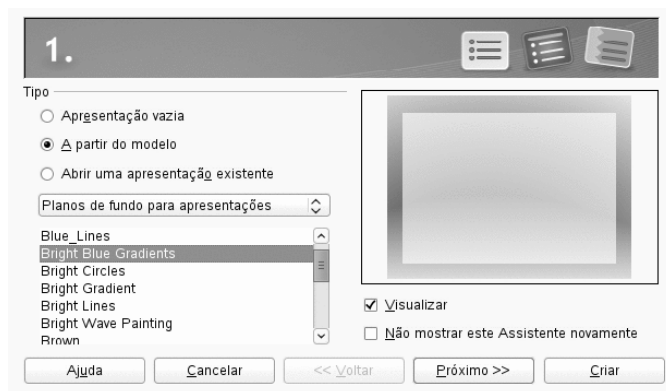 1.
Tipo
Apresentação vazia
A partir do modelo
Abrir uma apresentação existente
Planos de fundo para apresentações
Blue_Lines
Bright Blue Gradients
Bright Circles
Bright Gradient
Bright Lines
Bright Wave Painting
Brown
Visualizar
Não mostrar este Assistente novamente
Ajuda
Cancelar
<< Voltar
Próximo >>
Criar